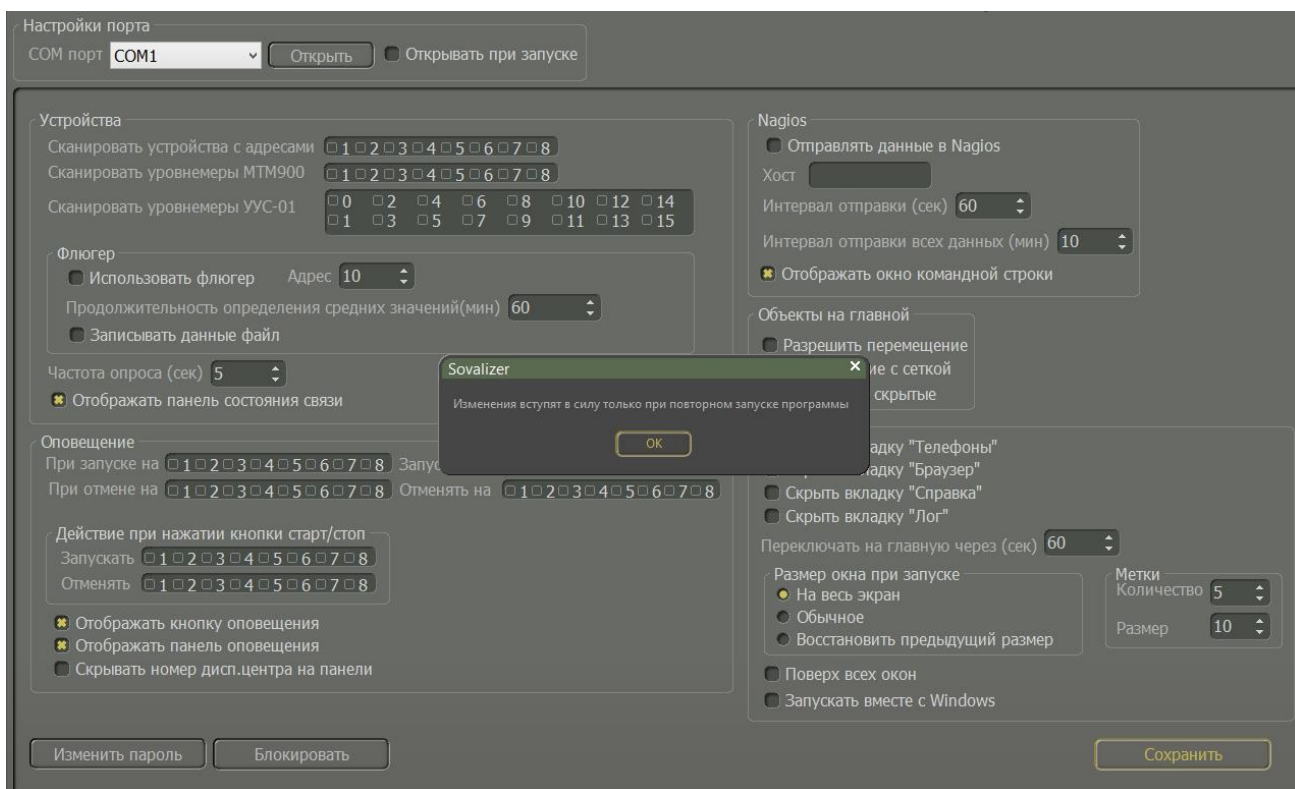 Настройки порта
COM порт COM1 Открыть Открывать при запуске
Устройства
Сканировать устройства с адресами 1 2 3 4 5 6 7 8
Сканировать уровнемеры МТМ900 1 2 3 4 5 6 7 8
Сканировать уровнемеры УУС-01 0 2 4 6 8 10 12 14
1 3 5 7 9 11 13 15
Флюгер
Использовать флюгер Адрес 10
Продолжительность определения средних значений(мин) 60
Записывать данные файл
Частота опроса (сек) 5
Отображать панель состояния связи
Оповещение
При запуске на 1 2 3 4 5 6 7 8
При отмене на 1 2 3 4 5 6 7 8 Отменять на 1 2 3 4 5 6 7 8
Действие при нажатии кнопки старт/стоп
Запускать 1 2 3 4 5 6 7 8
Отменять 1 2 3 4 5 6 7 8
Отображать кнопку оповещения
Отображать панель оповещения
Скрывать номер дисп.центра на панели
Nagios
Отправлять данные в Nagios
Хост
Интервал отправки (сек) 60
Интервал отправки всех данных (мин) 10
Отображать окно командной строки
Объекты на главной
Разрешить перемещение
с сеткой
скрытые
Sovalizer
Изменения вступят в силу только при повторном запуске программы
OK
"Телефоны"
"Браузер"
Скрыть вкладку "Справка"
Скрыть вкладку "Лог"
Переключать на главную через (сек) 60
Размер окна при запуске
На весь экран
Обычное
Восстановить предыдущий размер
Метки
Количество 5
Размер 10
Поверх всех окон
Запускать вместе с Windows
Изменить пароль Блокировать Сохранить